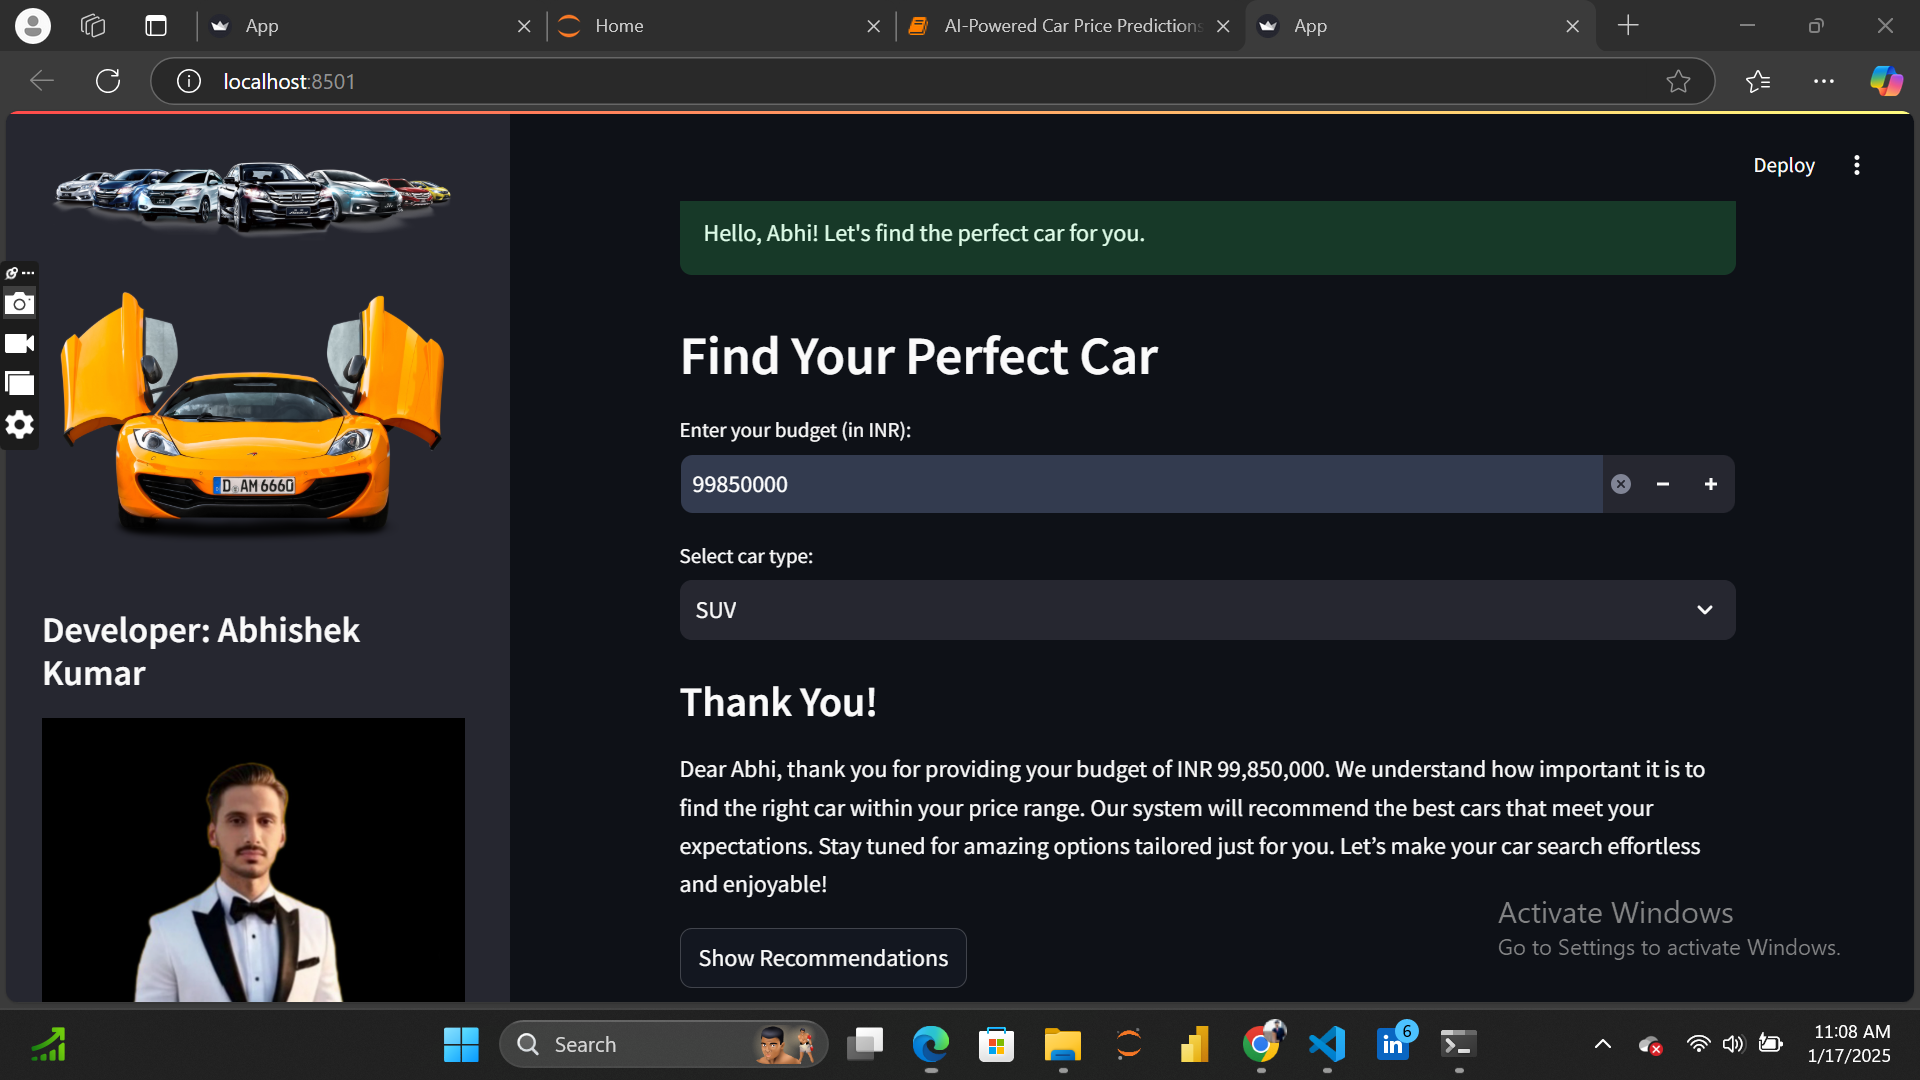 App
Home
AI-Powered Car Price Predictions
App
localhost:8501
Deploy
D AM 6660
Developer: Abhishek
Kumar
Hello, Abhi! Let's find the perfect car for you.
Find Your Perfect Car
Enter your budget (in INR):
99850000
Select car type:
SUV
Thank You!
Dear Abhi, thank you for providing your budget of INR 99,850,000. We understand how important it is to
find the right car within your price range. Our system will recommend the best cars that meet your
expectations. Stay tuned for amazing options tailored just for you. Let’s make your car search effortless
and enjoyable!
Show Recommendations
Activate Windows
Go to Settings to activate Windows.
Search
in
6
11:08 AM
1/17/2025